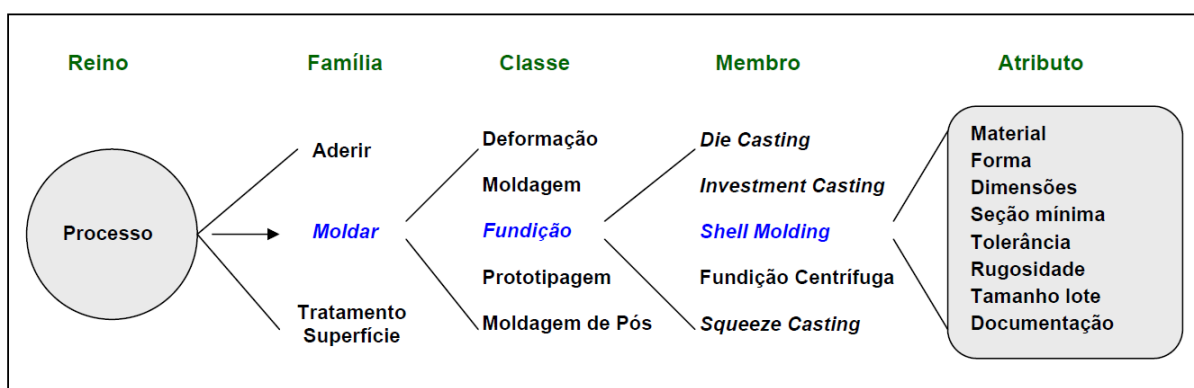 Reino
Família
Classe
Membro
Atributo
Processo
Aderir
Moldar
Tratamento
Superfície
Deformação
Moldagem
Fundição
Prototipagem
Moldagem de Pós
Die Casting
Investment Casting
Shell Molding
Fundição Centrífuga
Squeeze Casting
Material
Forma
Dimensões
Seção mínima
Tolerância
Rugosidade
Tamanho lote
Documentação